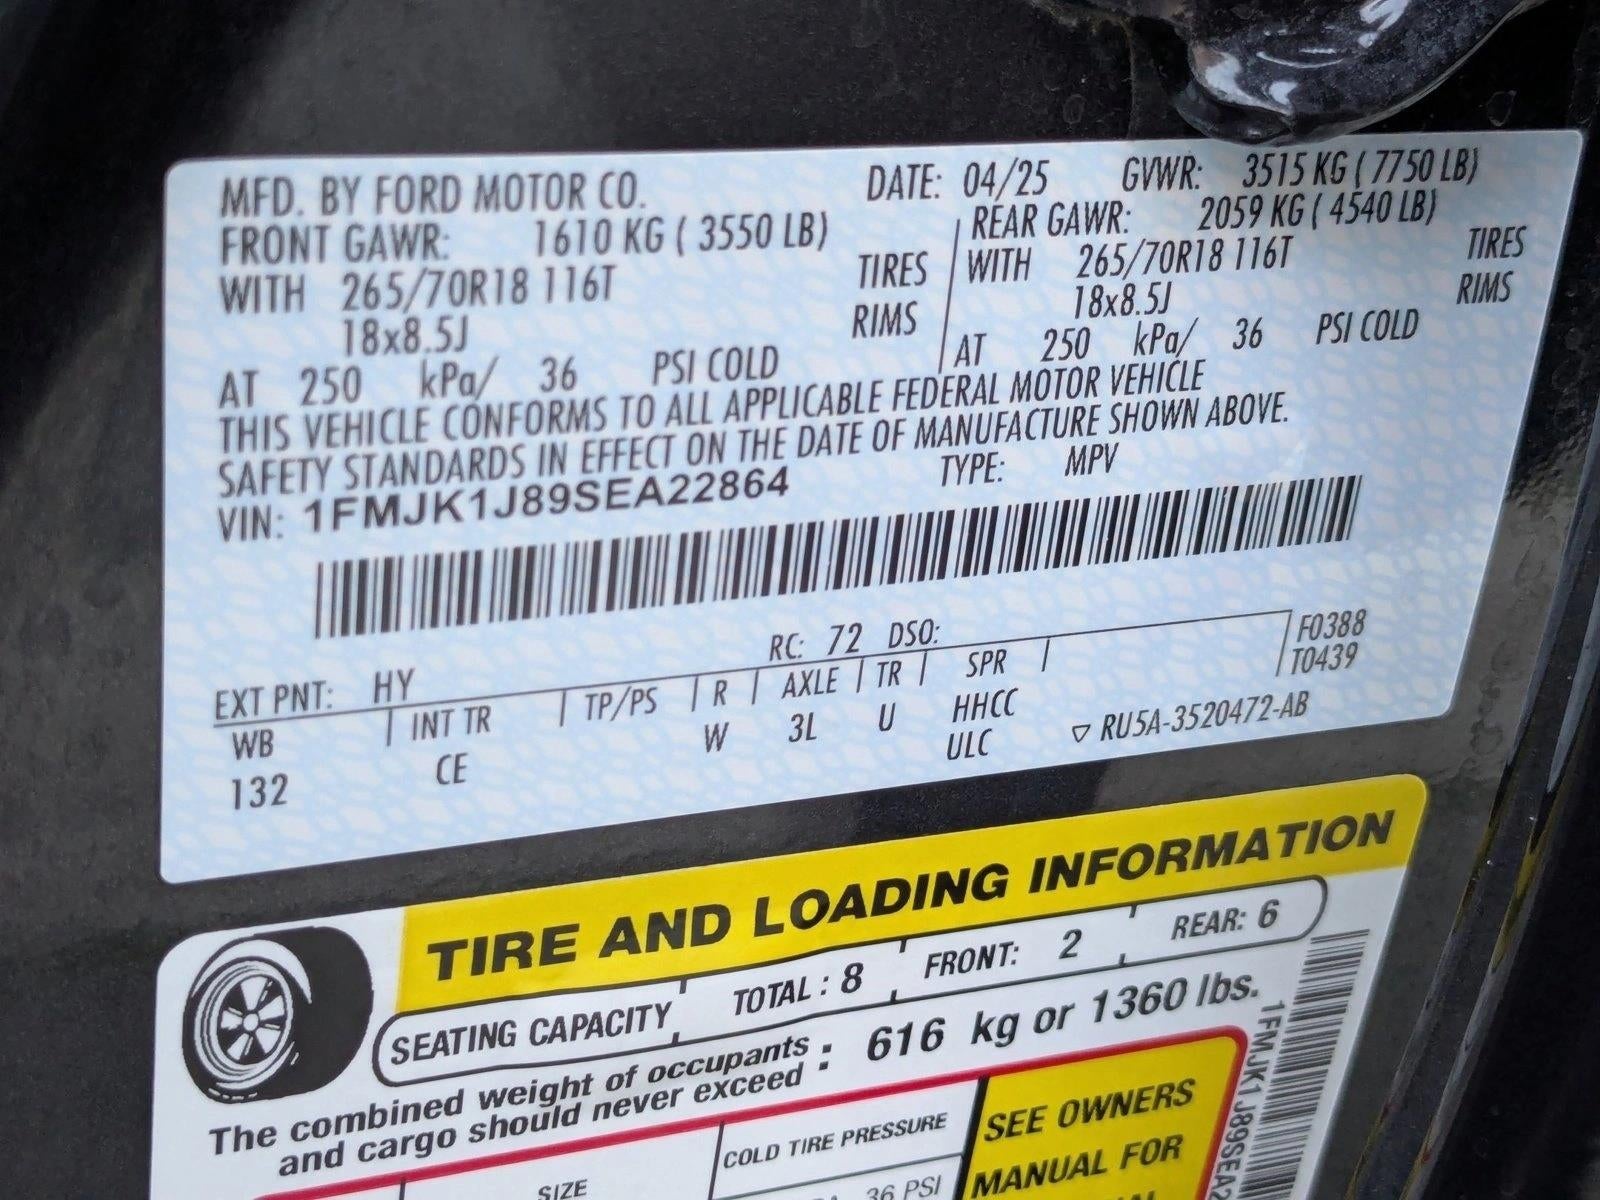 MFD. BY FORD MOTOR CO. DATE: 04/25 GVWR: 3515 KG ( 7750 LB)
FRONT GAWR: 1610 KG ( 3550 LB) REAR GAWR: 2059 KG ( 4540 LB)
WITH 265/70R18 116T TIRES WITH 265/70R18 116T TIRES
18x8.5J RIMS 18x8.5J RIMS
AT 250 kPa/ 36 PSI COLD AT 250 kPa/ 36 PSI COLD
THIS VEHICLE CONFORMS TO ALL APPLICABLE FEDERAL MOTOR VEHICLE
SAFETY STANDARDS IN EFFECT ON THE DATE OF MANUFACTURE SHOWN ABOVE.
VIN: 1FMJK1J89SEA22864 TYPE: MPV
EXT PNT: HY RC: 72 DSO: F0388
WB INT TR TP/PS R AXLE TR SPR T0439
132 CE W 3L U HHCC
ULC ▽ RU5A-3520472-AB
TIRE AND LOADING INFORMATION
SEATING CAPACITY TOTAL : 8 FRONT: 2 REAR: 6
The combined weight of occupants
and cargo should never exceed : 616 kg or 1360 lbs.
SIZE COLD TIRE PRESSURE
36 PSI
SEE OWNERS
MANUAL FOR
1FMJK1J89SEA2